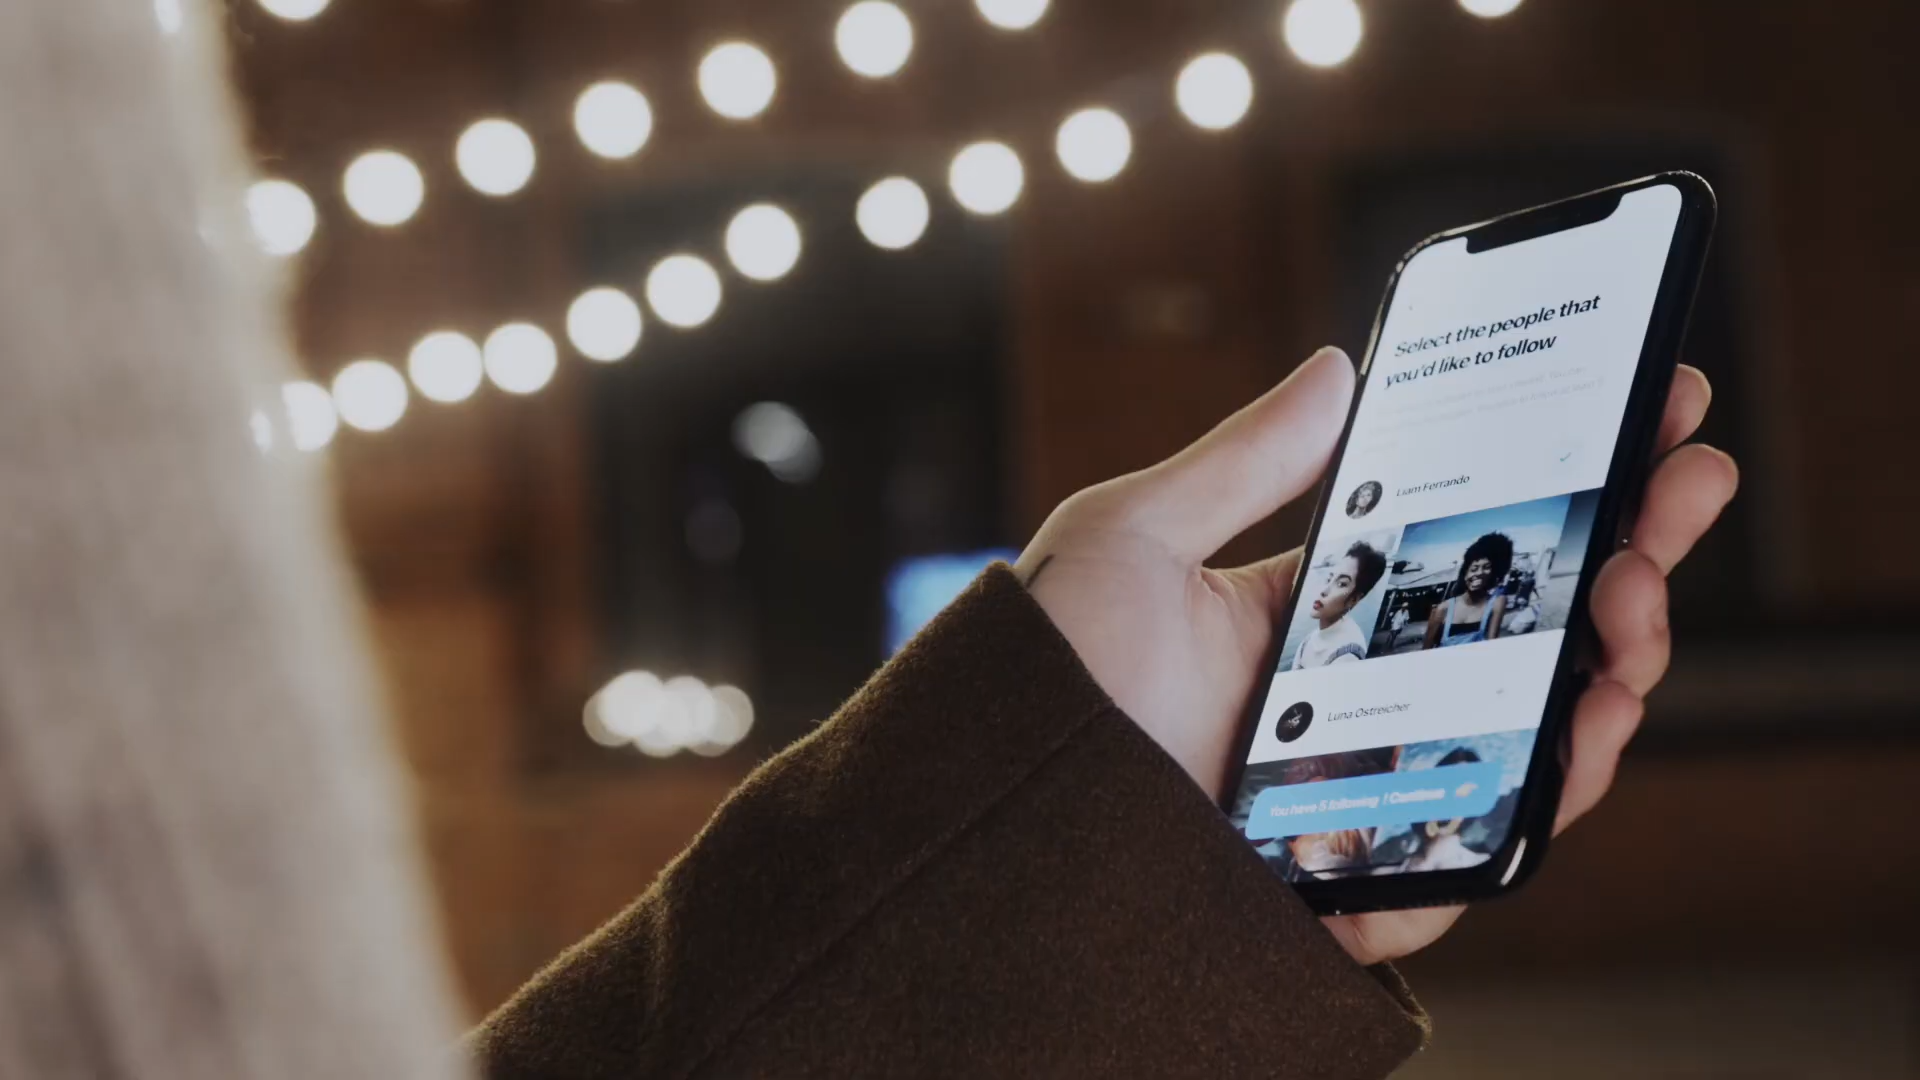 Select the people that
you'd like to follow
Liam Ferrando
Luna Ostreicher
You have 5 following ! Continue